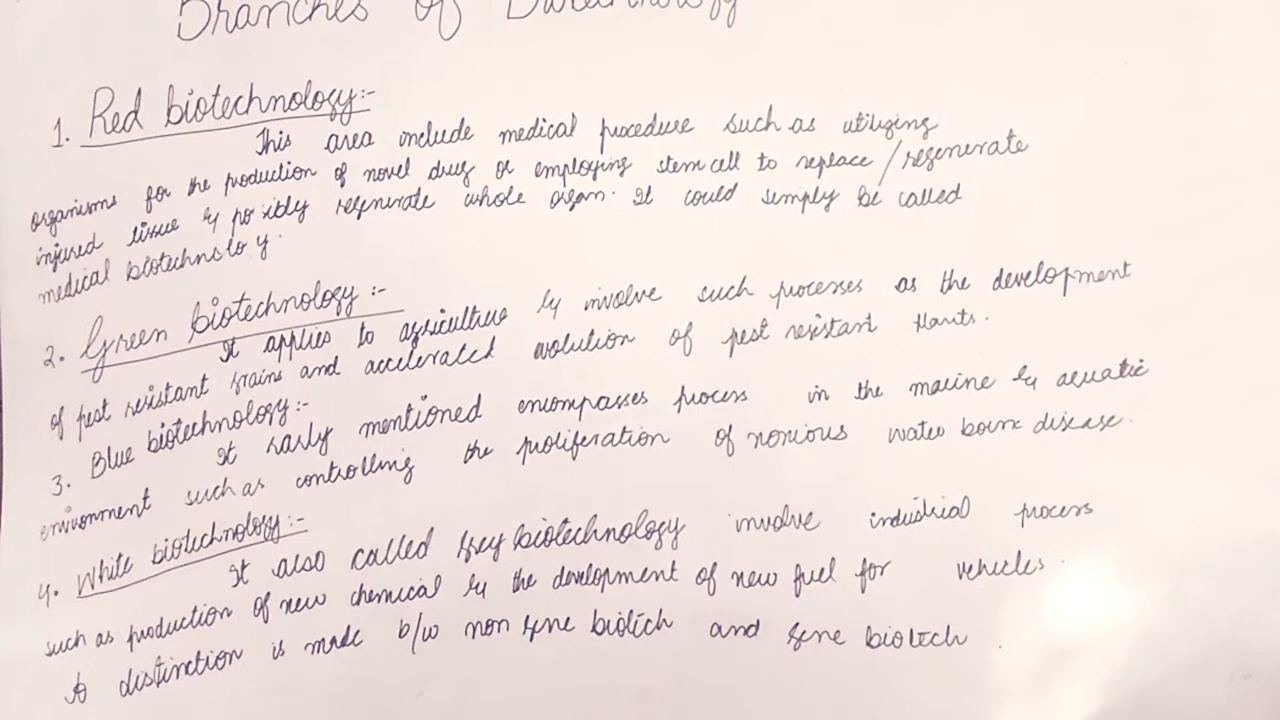 Branches of Biotechnology
1. Red biotechnology:-
This area include medical procedure such as utilizing
organisms for the production of novel drug or employing stem cell to replace / regenerate
injured tissue & possibly regenerate whole organ. It could simply be called
medical biotechnology.
2. Green biotechnology :-
It applies to agriculture & involve such processes as the development
of pest resistant grains and accelerated evolution of pest resistant plants.
3. Blue biotechnology:-
It rarly mentioned encompasses process in the marine & aquatic
environment such as controlling the proliferation of noxious water borne disease.
4. White biotechnology:-
It also called grey biotechnology involve industrial process
such as production of new chemical & the development of new fuel for vehicles.
A distinction is made b/w non gene biotech and gene biotech.